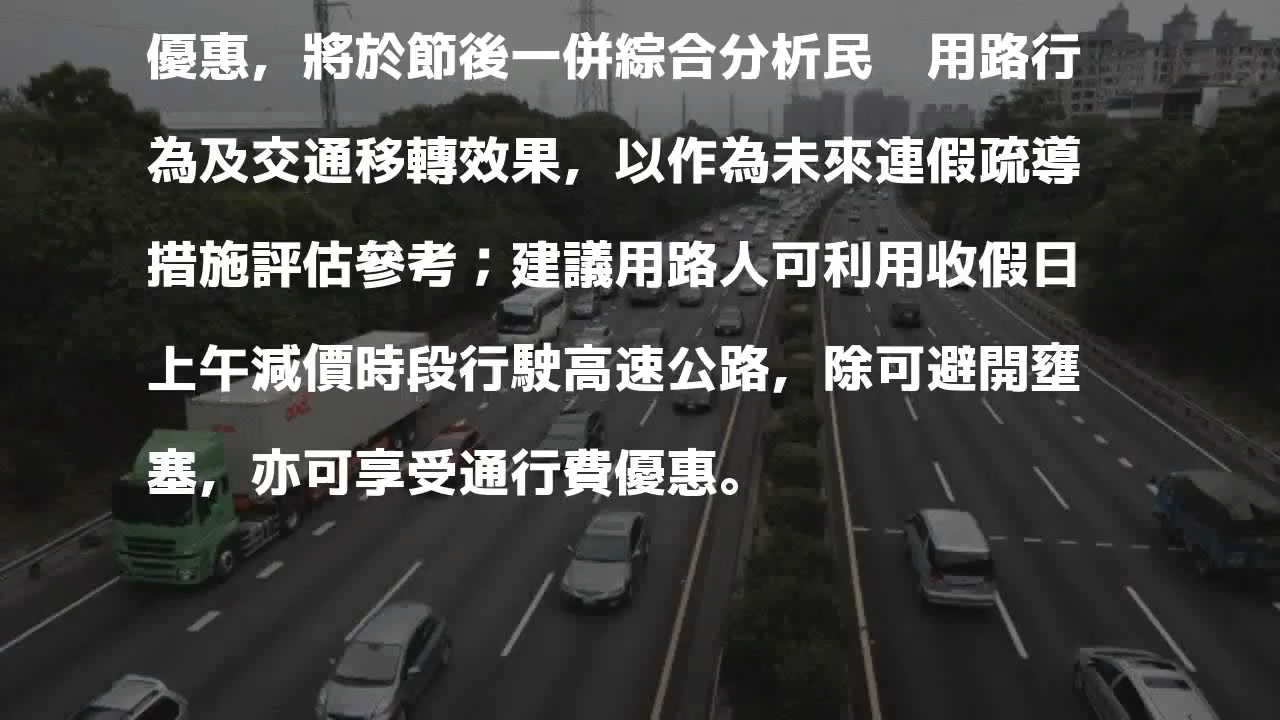 優惠，將於節後一併綜合分析民　用路行
為及交通移轉效果，以作為未來連假疏導
措施評估參考；建議用路人可利用收假日
上午減價時段行駛高速公路，除可避開壅
塞，亦可享受通行費優惠。